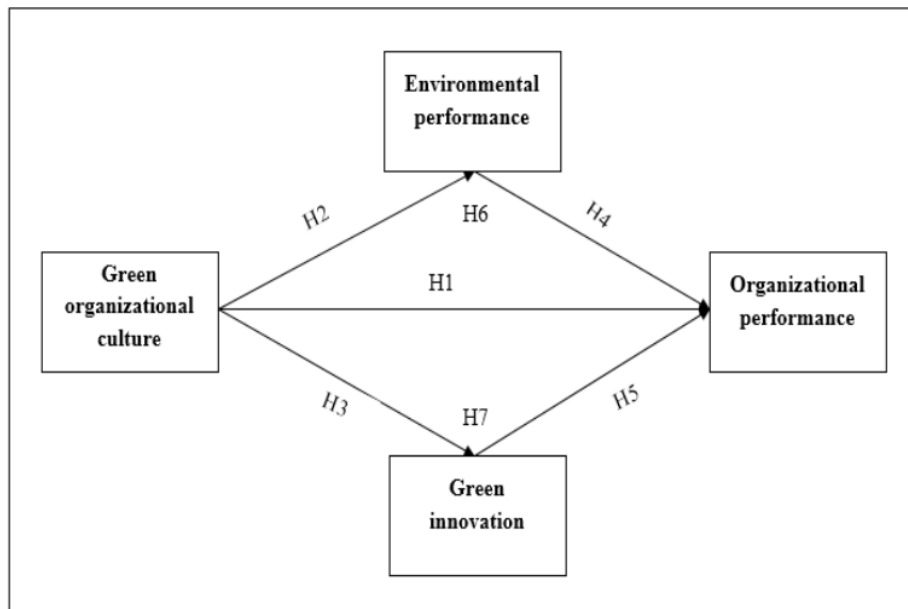 Environmental
performance
H2
H6
H4
Green
organizational
culture
H1
Organizational
performance
H3
H7
H5
Green
innovation